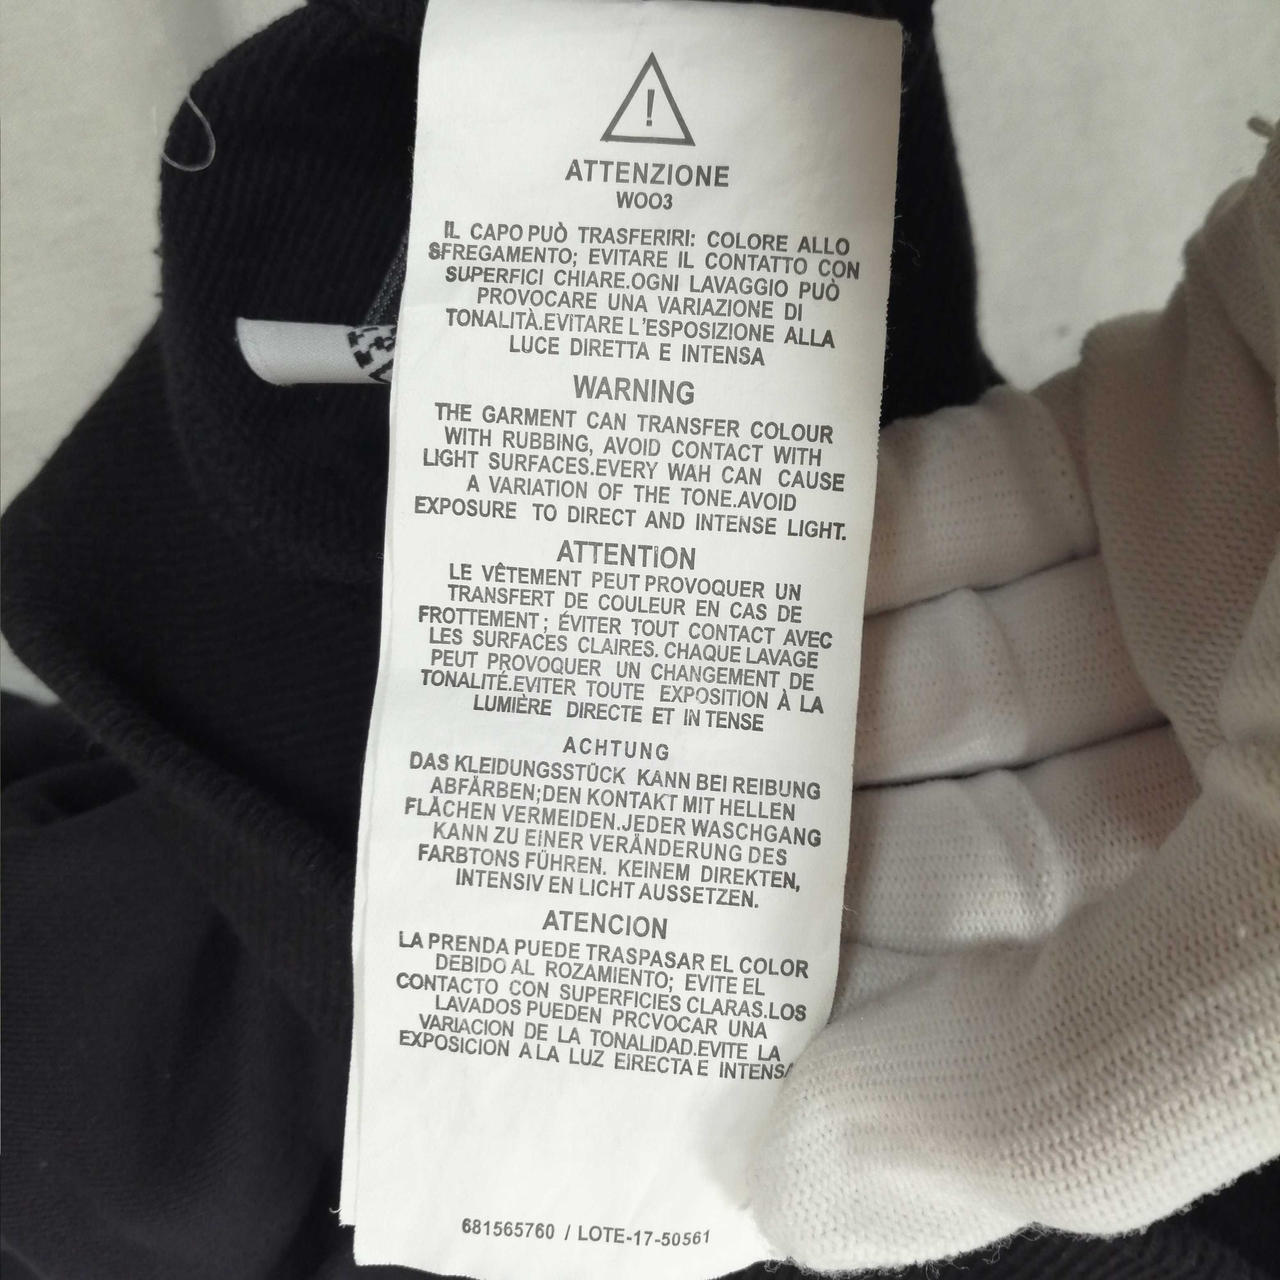 !
ATTENZIONE
WOO3
IL CAPO PUÒ TRASFERIRI: COLORE ALLO
SFREGAMENTO; EVITARE IL CONTATTO CON
SUPERFICI CHIARE.OGNI LAVAGGIO PUÒ
PROVOCARE UNA VARIAZIONE DI
TONALITÀ.EVITARE L'ESPOSIZIONE ALLA
LUCE DIRETTA E INTENSA
WARNING
THE GARMENT CAN TRANSFER COLOUR
WITH RUBBING, AVOID CONTACT WITH
LIGHT SURFACES.EVERY WAH CAN CAUSE
A VARIATION OF THE TONE.AVOID
EXPOSURE TO DIRECT AND INTENSE LIGHT.
ATTENTION
LE VÊTEMENT PEUT PROVOQUER UN
TRANSFERT DE COULEUR EN CAS DE
FROTTEMENT; ÉVITER TOUT CONTACT AVEC
LES SURFACES CLAIRES. CHAQUE LAVAGE
PEUT PROVOQUER UN CHANGEMENT DE
TONALITÉ.EVITER TOUTE EXPOSITION À LA
LUMIÈRE DIRECTE ET IN TENSE
ACHTUNG
DAS KLEIDUNGSSTÜCK KANN BEI REIBUNG
ABFÄRBEN;DEN KONTAKT MIT HELLEN
FLÄCHEN VERMEIDEN.JEDER WASCHGANG
KANN ZU EINER VERÄNDERUNG DES
FARBTONS FÜHREN. KEINEM DIREKTEN,
INTENSIV EN LICHT AUSSETZEN.
ATENCION
LA PRENDA PUEDE TRASPASAR EL COLOR
DEBIDO AL ROZAMIENTO; EVITE EL
CONTACTO CON SUPERFICIES CLARAS.LOS
LAVADOS PUEDEN PRCVOCAR UNA
VARIACION DE LA TONALIDAD.EVITE LA
EXPOSICION A LA LUZ EIRECTA E INTENSA
681565760 / LOTE-17-50561